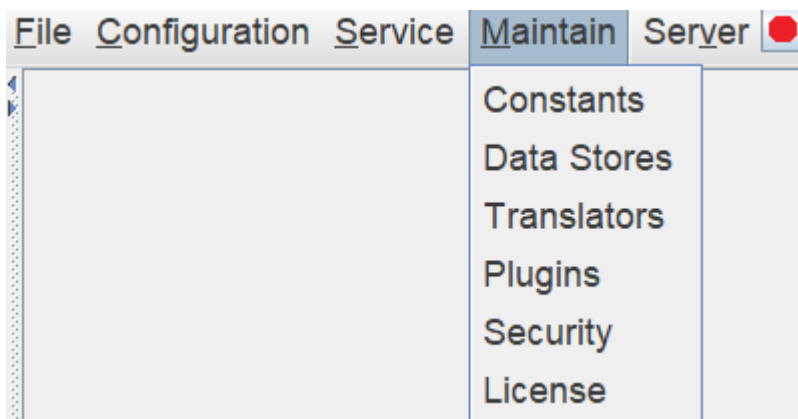 File Configuration Service Maintain Server
Constants
Data Stores
Translators
Plugins
Security
License